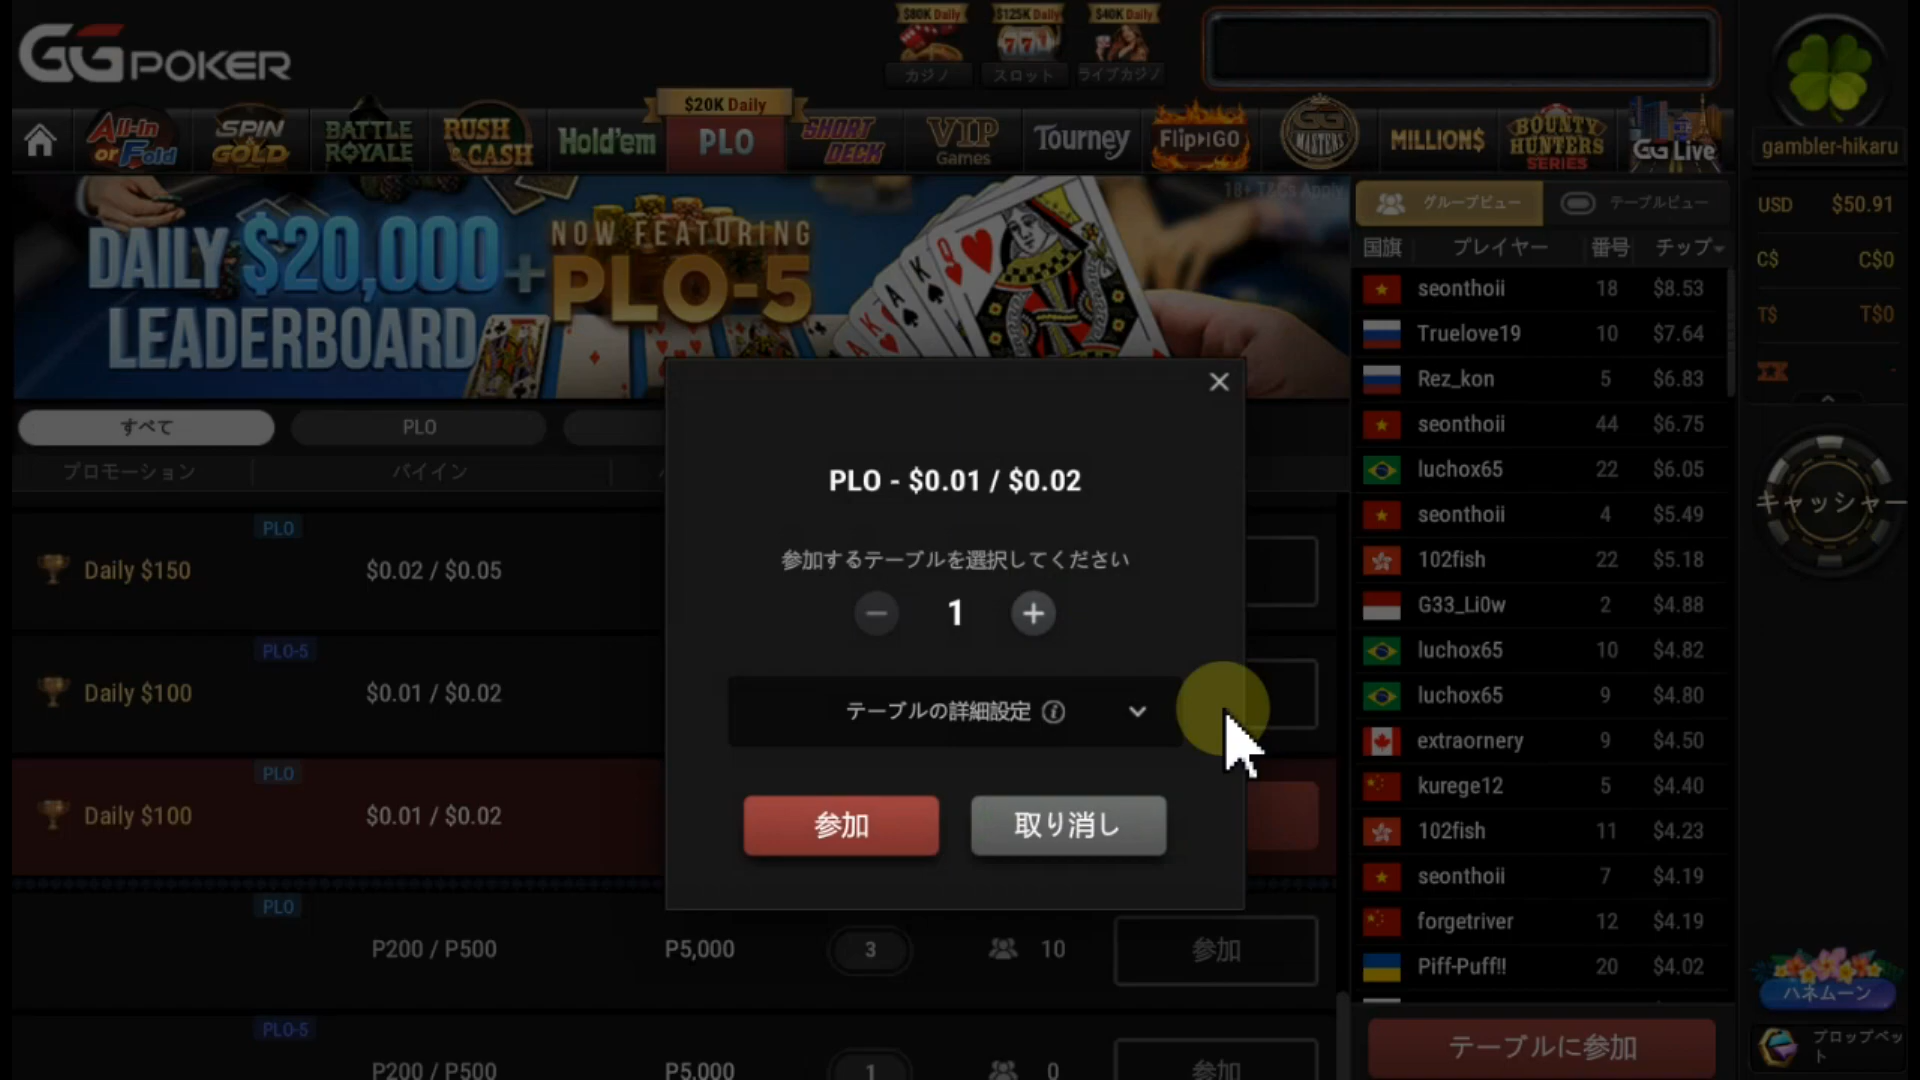 GGPOKER
$80K Daily
$125K Daily
$40K Daily
777
カジノ
スロット
ライブカジノ
All-In or Fold
SPIN & GOLD
BATTLE ROYALE
RUSH & CASH
Hold'em
$20K Daily
PLO
SHORT DECK
VIP Games
Tourney
Flip GO
GG MASTERS
MILLION$
BOUNTY HUNTERS SERIES
GG Live
gambler-hikaru
18+ T&Cs Apply
DAILY $20,000 LEADERBOARD
+
NOW FEATURING
PLO-5
グループビュー
テーブルビュー
USD $50.91
C$ C$0
T$ T$0
-
国旗 プレイヤー 番号 チップ
seonthoii 18 $8.53
Truelove19 10 $7.64
Rez_kon 5 $6.83
seonthoii 44 $6.75
luchox65 22 $6.05
seonthoii 4 $5.49
102fish 22 $5.18
G33_Li0w 2 $4.88
luchox65 10 $4.82
luchox65 9 $4.80
extraornery 9 $4.50
kurege12 5 $4.40
102fish 11 $4.23
seonthoii 7 $4.19
forgetriver 12 $4.19
Piff-Puff!! 20 $4.02
テーブルに参加
キャッシャー
ハネムーン
プロップベット
すべて
PLO
プロモーション
バイイン
PLO
Daily $150 $0.02 / $0.05
PLO-5
Daily $100 $0.01 / $0.02
PLO
Daily $100 $0.01 / $0.02
PLO
P200 / P500 P5,000 3 10 参加
PLO-5
P200 / P500 P5,000 1 0 参加
PLO - $0.01 / $0.02
参加するテーブルを選択してください
− 1 +
テーブルの詳細設定
参加
取り消し